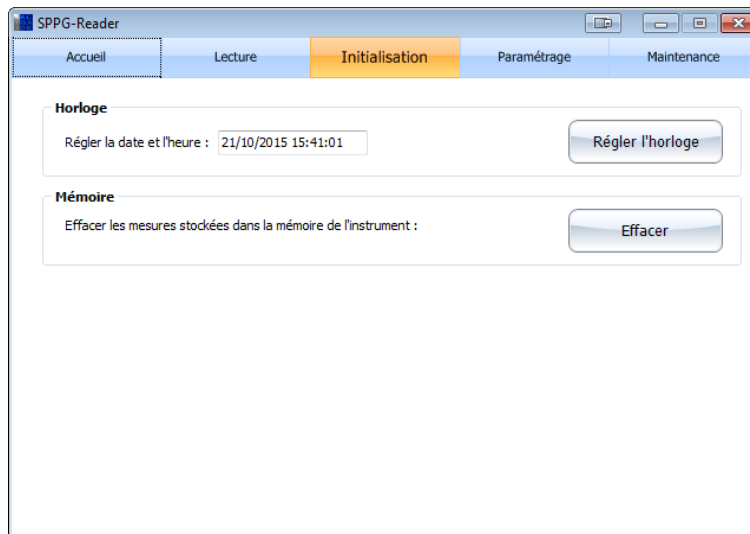 SPPG-Reader
Accueil Lecture Initialisation Paramétrage Maintenance
Horloge
Régler la date et l'heure : 21/10/2015 15:41:01 Régler l'horloge
Mémoire
Effacer les mesures stockées dans la mémoire de l'instrument : Effacer